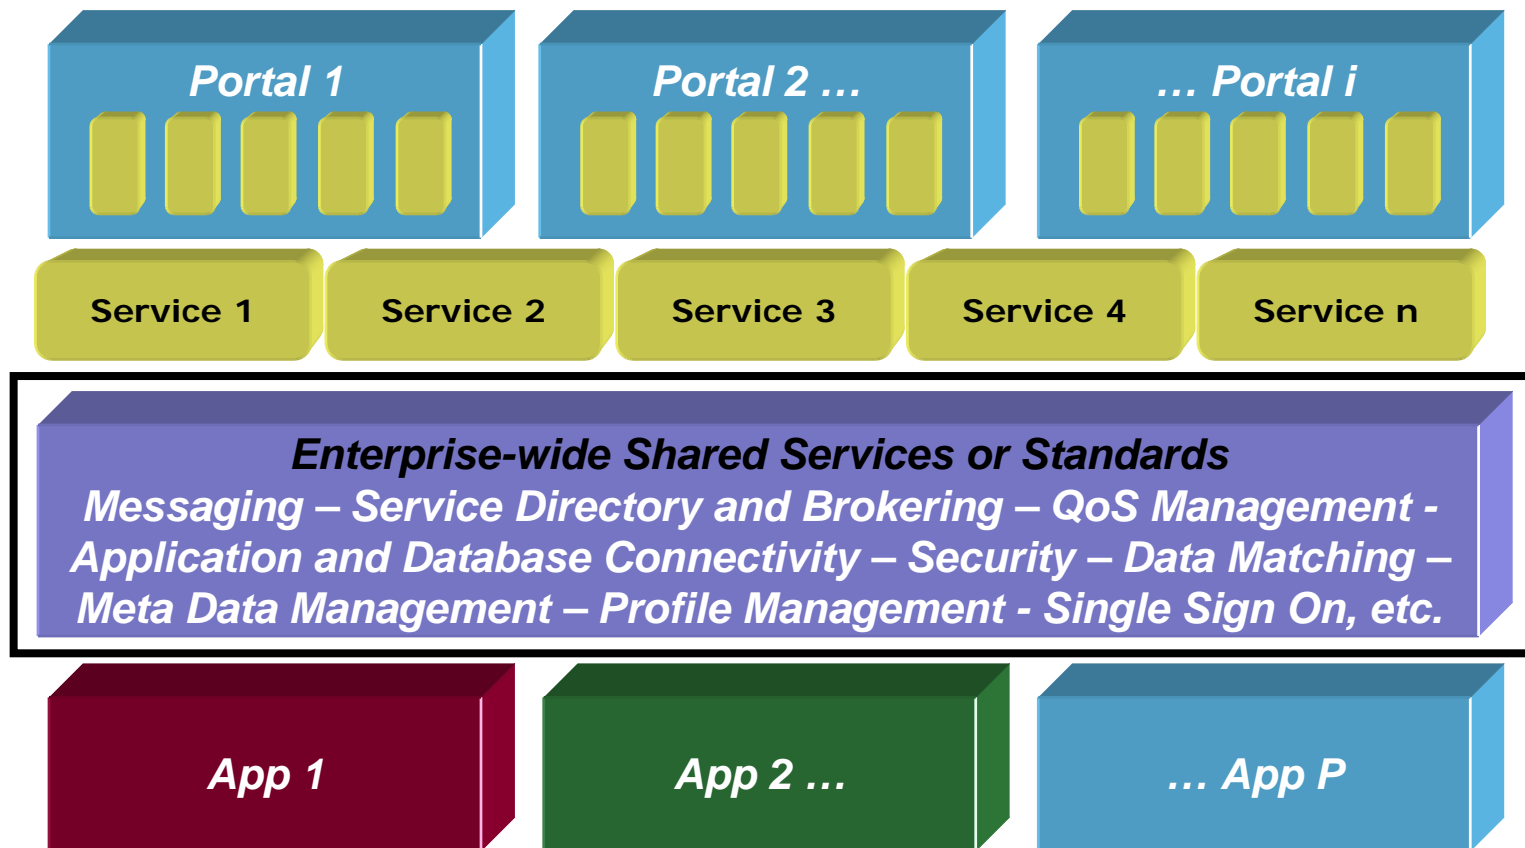 Portal 1
Portal 2 ...
... Portal i
Service 1
Service 2
Service 3
Service 4
Service n
Enterprise-wide Shared Services or Standards
Messaging – Service Directory and Brokering – QoS Management -
Application and Database Connectivity – Security – Data Matching –
Meta Data Management – Profile Management - Single Sign On, etc.
App 1
App 2 ...
... App P